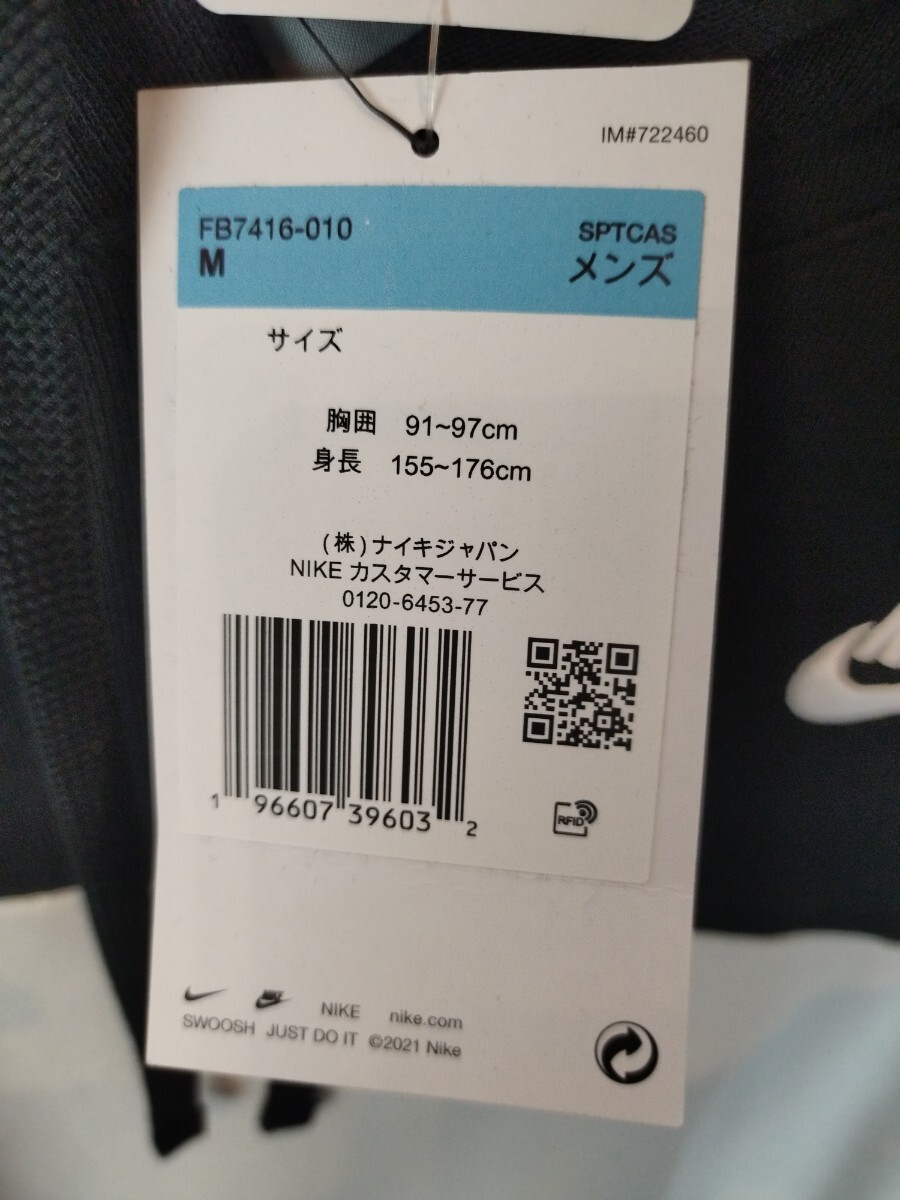 IM#722460
FB7416-010 SPTCAS
M メンズ
サイズ
胸囲 91~97cm
身長 155~176cm
(株)ナイキジャパン
NIKE カスタマーサービス
0120-6453-77
1 96607 39603 2
RFID
NIKE NIKE nike.com
SWOOSH JUST DO IT ©2021 Nike